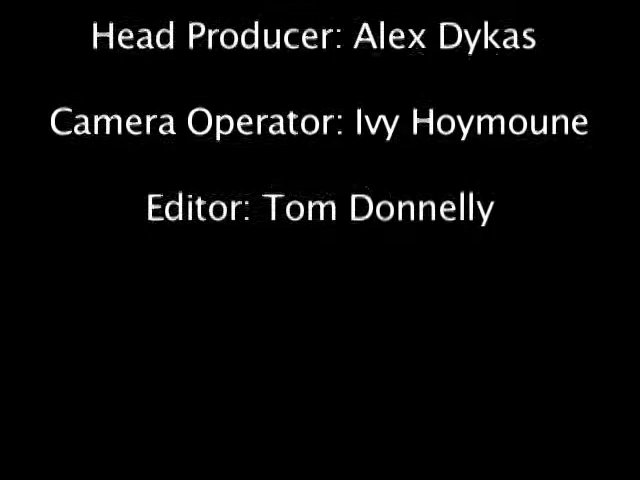 Head Producer: Alex Dykas
Camera Operator: Ivy Hoymoune
Editor: Tom Donnelly